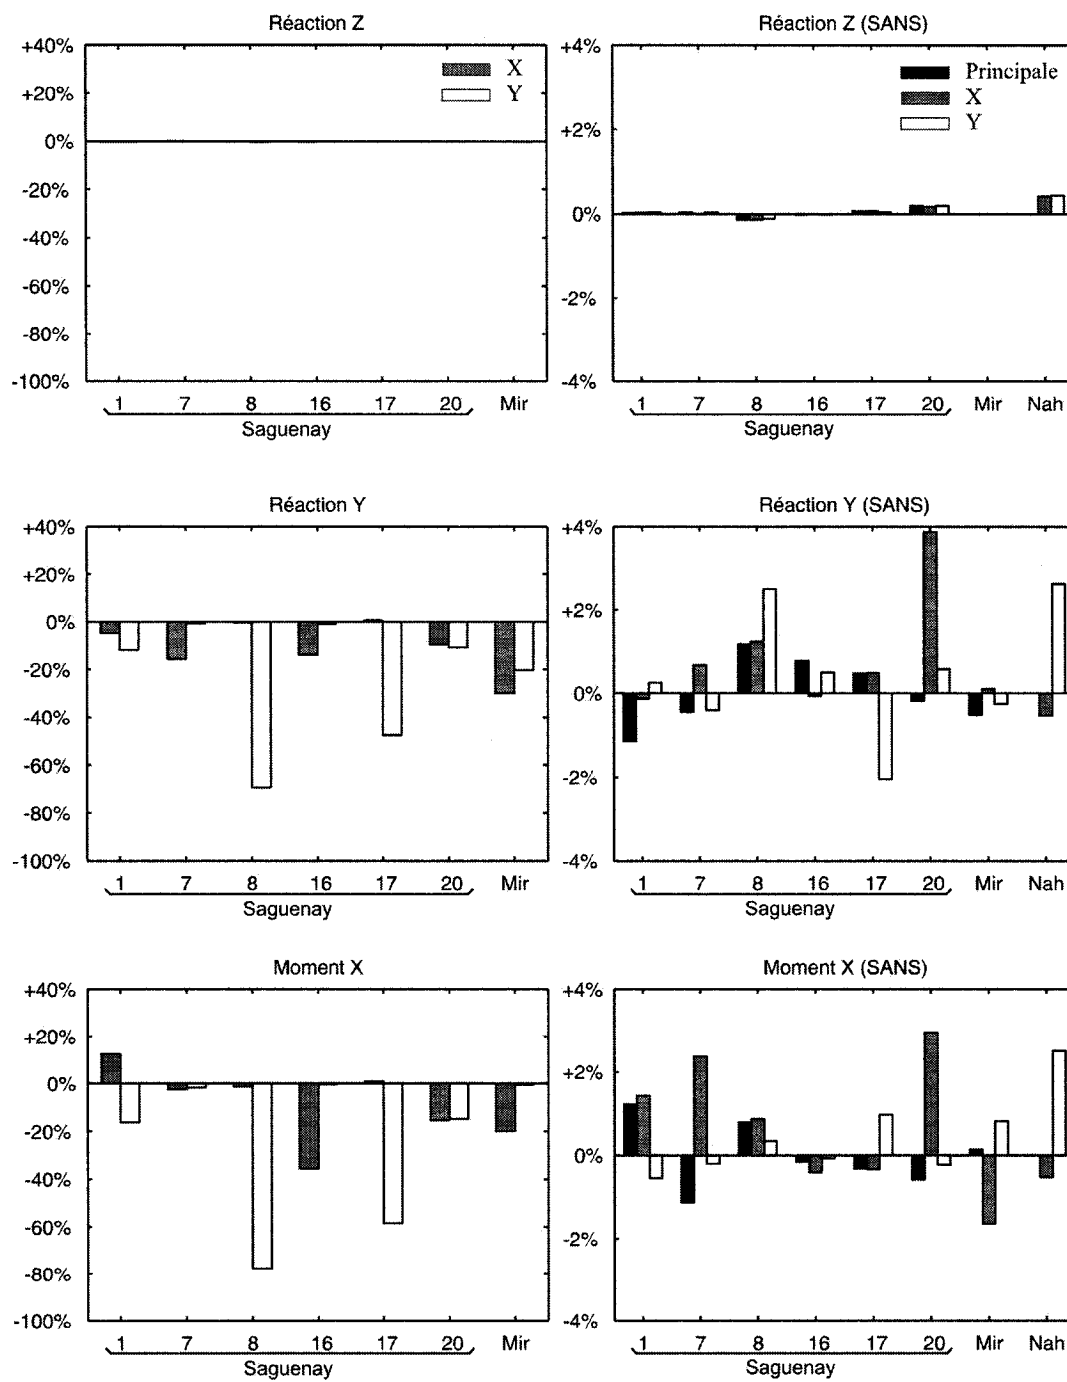 Réaction Z
+40%
+20%
0%
-20%
-40%
-60%
-80%
-100%
X
Y
1 7 8 16 17 20 Mir
Saguenay
Réaction Z (SANS)
+4%
+2%
0%
-2%
-4%
Principale
X
Y
1 7 8 16 17 20 Mir Nah
Saguenay
Réaction Y
+40%
+20%
0%
-20%
-40%
-60%
-80%
-100%
1 7 8 16 17 20 Mir
Saguenay
Réaction Y (SANS)
+4%
+2%
0%
-2%
-4%
1 7 8 16 17 20 Mir Nah
Saguenay
Moment X
+40%
+20%
0%
-20%
-40%
-60%
-80%
-100%
1 7 8 16 17 20 Mir
Saguenay
Moment X (SANS)
+4%
+2%
0%
-2%
-4%
1 7 8 16 17 20 Mir Nah
Saguenay